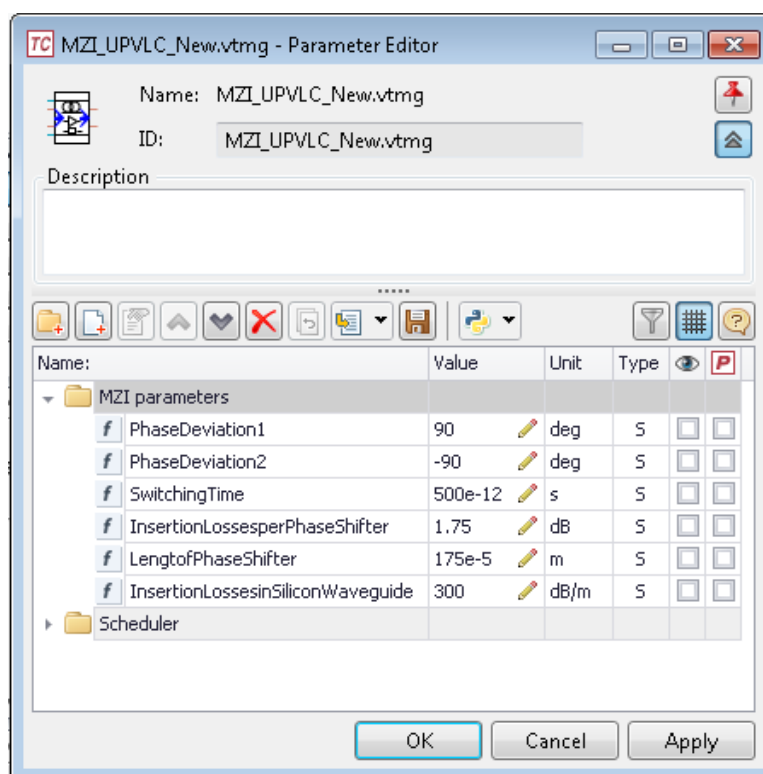 TC MZI_UPVLC_New.vtmg - Parameter Editor
Name: MZI_UPVLC_New.vtmg
ID: MZI_UPVLC_New.vtmg
Description
Name: Value Unit Type P
MZI parameters
f PhaseDeviation1 90 deg S
f PhaseDeviation2 -90 deg S
f SwitchingTime 500e-12 s S
f InsertionLossesperPhaseShifter 1.75 dB S
f LengtofPhaseShifter 175e-5 m S
f InsertionLossesinSiliconWaveguide 300 dB/m S
Scheduler
OK Cancel Apply